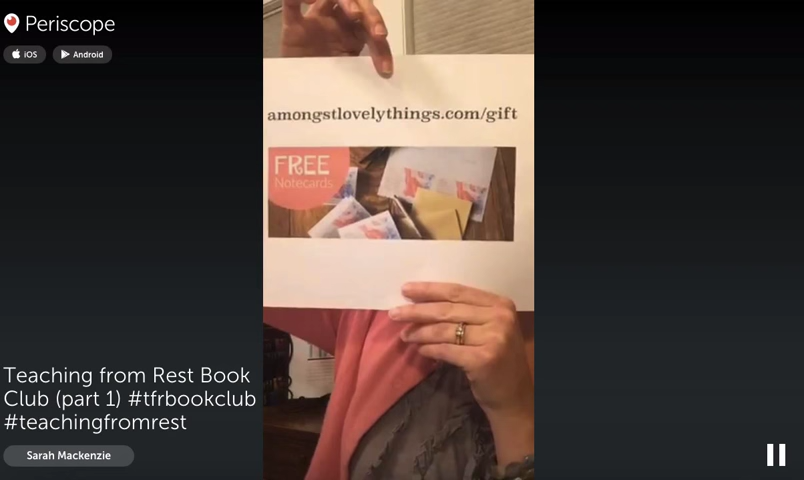 Periscope
iOS
Android
amongstlovelythings.com/gift
FREE
Notecards
Teaching from Rest Book
Club (part 1) #tfrbookclub
#teachingfromrest
Sarah Mackenzie